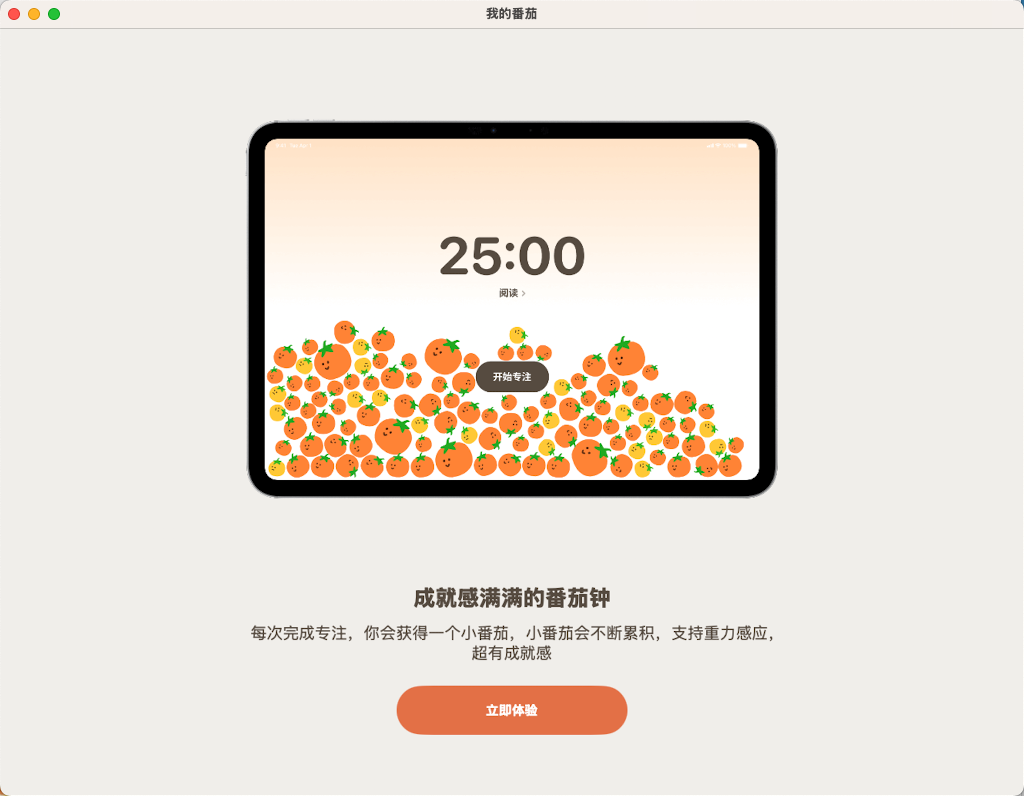 我的番茄
25:00
阅读
开始专注
成就感满满的番茄钟
每次完成专注，你会获得一个小番茄，小番茄会不断累积，支持重力感应，
超有成就感
立即体验